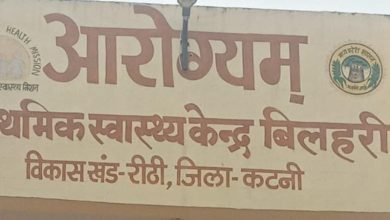 आरोग्यम्
थमिक स्वास्थ्य केन्द्र बिलहरी
विकास खंड-रीठी, जिला-कटनी
HEALTH MISSION